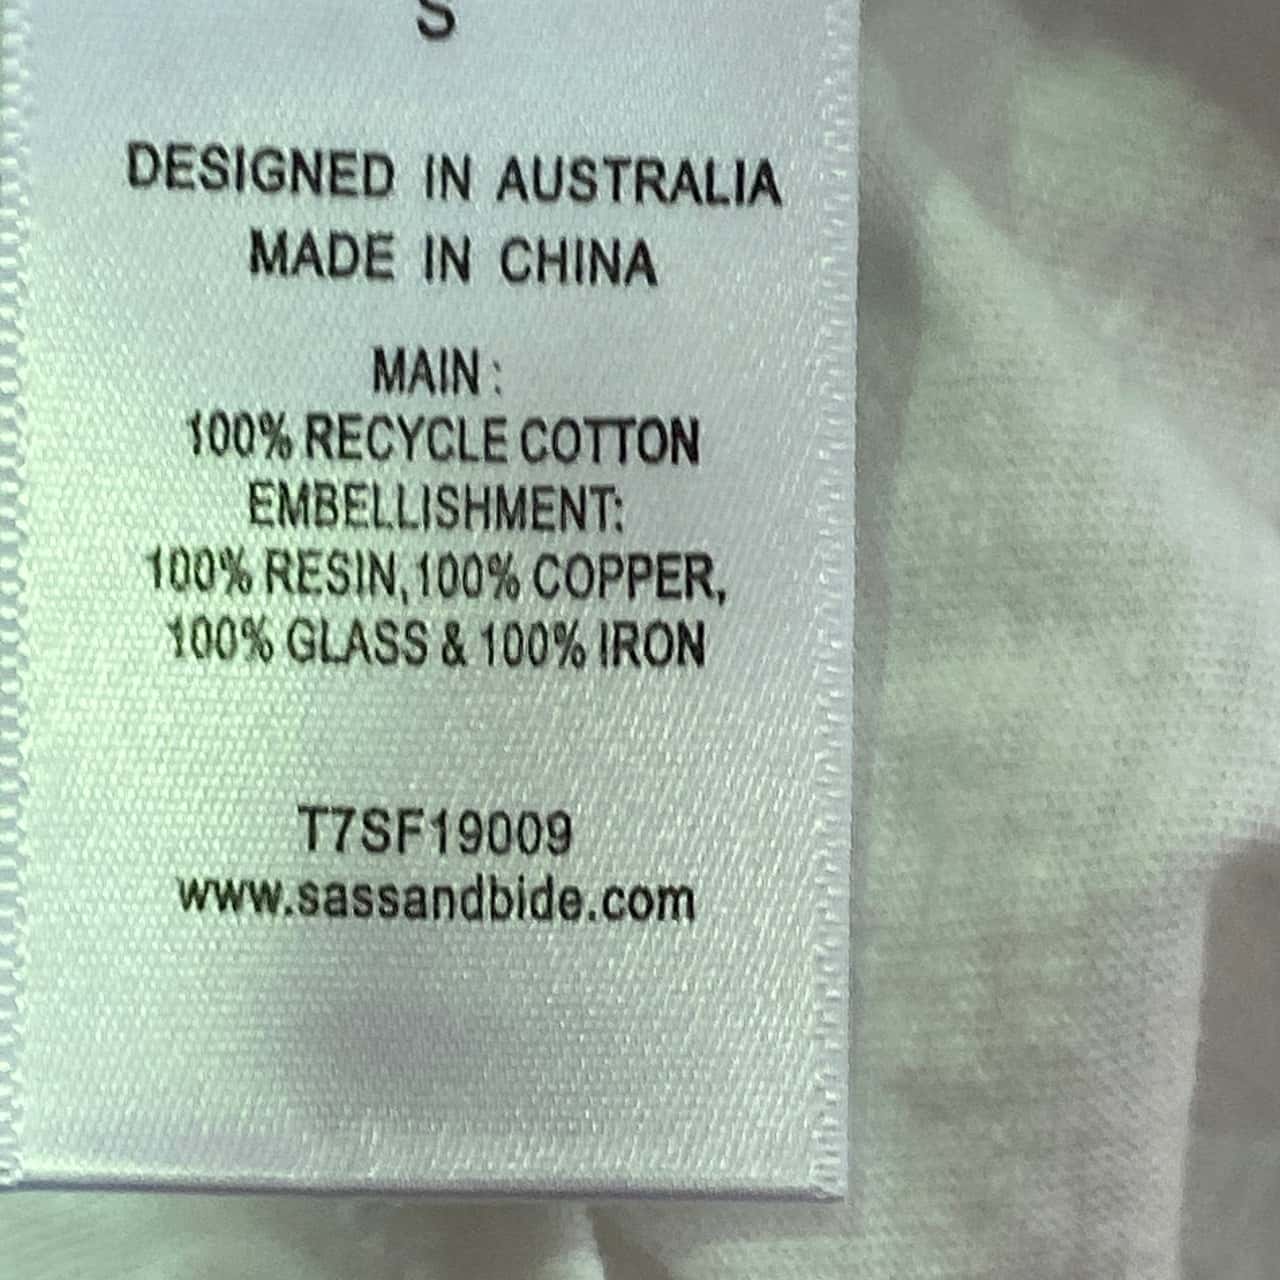 S
DESIGNED IN AUSTRALIA
MADE IN CHINA
MAIN:
100% RECYCLE COTTON
EMBELLISHMENT:
100% RESIN, 100% COPPER,
100% GLASS & 100% IRON
T7SF19009
www.sassandbide.com